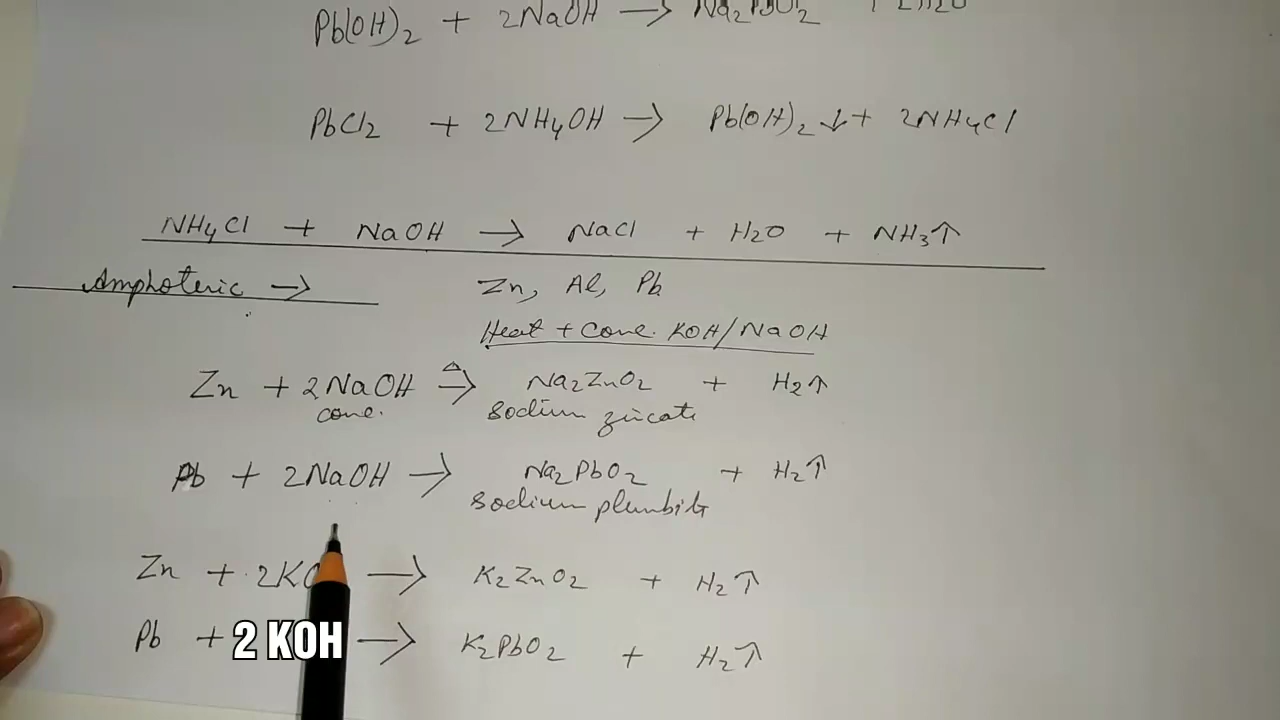 Pb(OH)2 + 2NaOH → Na2PbO2 + 2H2O
PbCl2 + 2NH4OH → Pb(OH)2↓ + 2NH4Cl
NH4Cl + NaOH → NaCl + H2O + NH3↑
Amphoteric → Zn, Al, Pb
Heat + Conc. KOH/NaOH
Zn + 2NaOH △→ Na2ZnO2 + H2↑
conc. sodium zincate
Pb + 2NaOH → Na2PbO2 + H2↑
sodium plumbite
Zn + 2KO → K2ZnO2 + H2↑
Pb + 2 KOH → K2PbO2 + H2↑